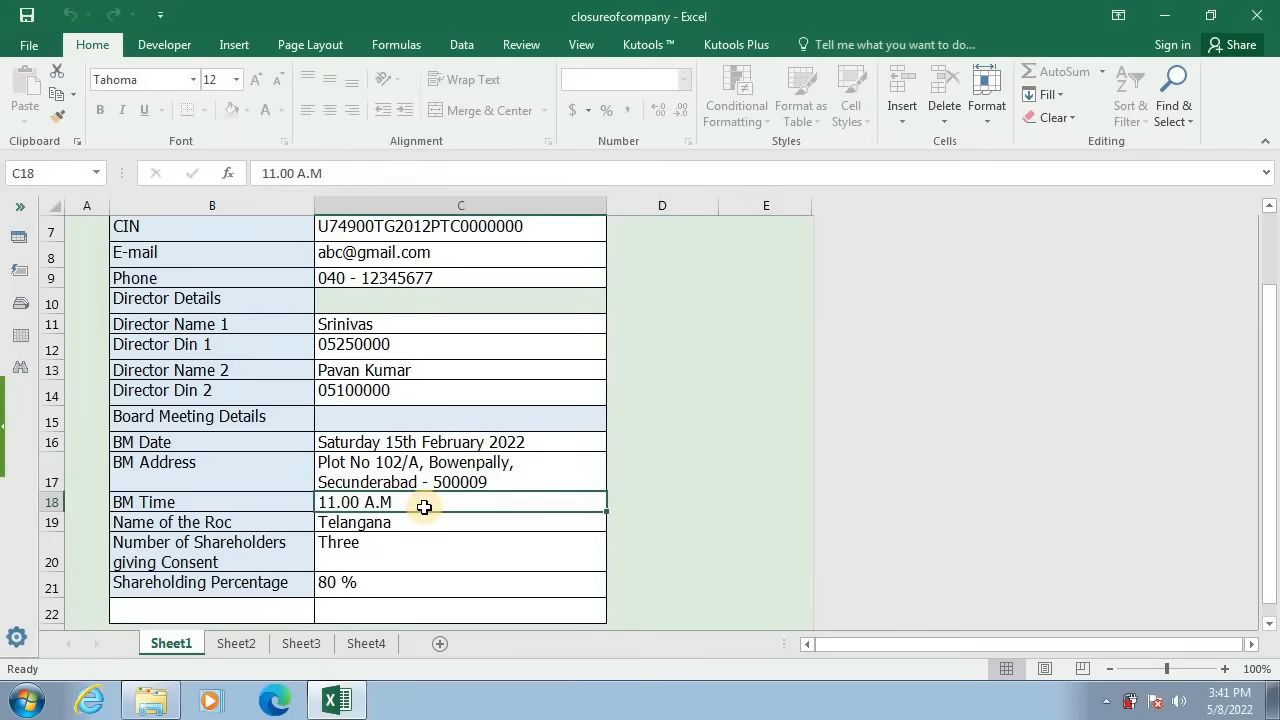 closureofcompany - Excel
File Home Developer Insert Page Layout Formulas Data Review View Kutools ™ Kutools Plus Tell me what you want to do... Sign in Share
Paste
Clipboard
Tahoma 12
B I U
A A
Font
Wrap Text
Merge & Center
Alignment
$ % ,
Number
Conditional Formatting
Format as Table
Cell Styles
Styles
Insert Delete Format
Cells
AutoSum
Fill
Clear
Sort & Filter
Find & Select
Editing
C18 fx 11.00 A.M
A B C D E
7 CIN U74900TG2012PTC0000000
8 E-mail abc@gmail.com
9 Phone 040 - 12345677
10 Director Details
11 Director Name 1 Srinivas
12 Director Din 1 05250000
13 Director Name 2 Pavan Kumar
14 Director Din 2 05100000
15 Board Meeting Details
16 BM Date Saturday 15th February 2022
BM Address Plot No 102/A, Bowenpally,
17 Secunderabad - 500009
18 BM Time 11.00 A.M
19 Name of the Roc Telangana
Number of Shareholders Three
20 giving Consent
21 Shareholding Percentage 80 %
22
Sheet1 Sheet2 Sheet3 Sheet4
Ready 100%
3:41 PM
5/8/2022